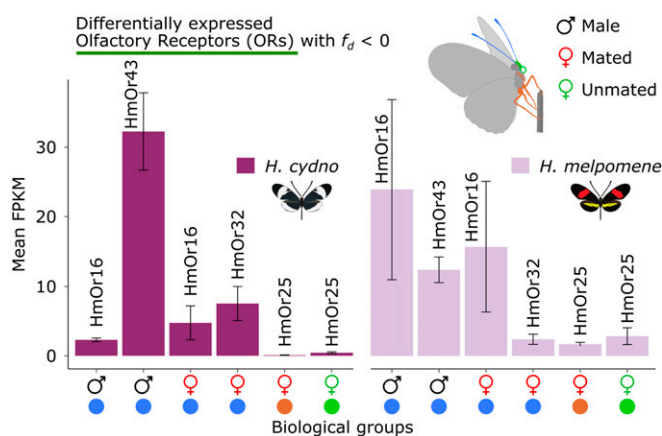 Differentially expressed
Olfactory Receptors (ORs) with f_d < 0
♂ Male
♀ Mated
♀ Unmated
H. cydno
H. melpomene
Mean FPKM
30
20
10
0
HmOr16
HmOr43
HmOr16
HmOr32
HmOr25
HmOr25
HmOr16
HmOr43
HmOr16
HmOr32
HmOr25
HmOr25
♂ ♂ ♀ ♀ ♀ ♀ ♂ ♂ ♀ ♀ ♀ ♀
Biological groups